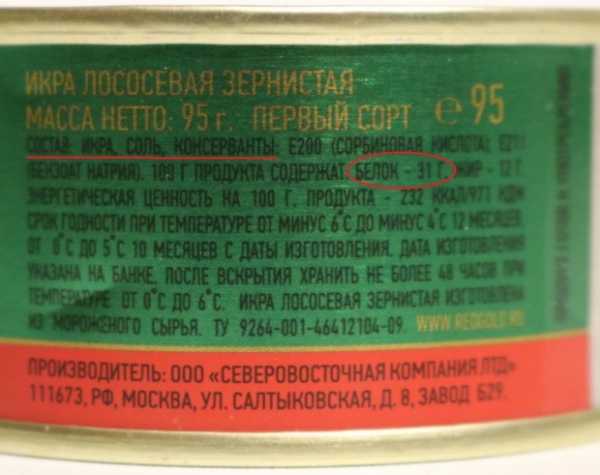 ИКРА ЛОСОСЕВАЯ ЗЕРНИСТАЯ
МАССА НЕТТО: 95 г. ПЕРВЫЙ СОРТ ℮ 95
СОСТАВ: ИКРА, СОЛЬ, КОНСЕРВАНТЫ: Е200 (СОРБИНОВАЯ КИСЛОТА), Е211
(БЕНЗОАТ НАТРИЯ). 100 Г ПРОДУКТА СОДЕРЖАТ: БЕЛОК - 31 Г. ЖИР - 12 Г.
ЭНЕРГЕТИЧЕСКАЯ ЦЕННОСТЬ НА 100 Г. ПРОДУКТА - 232 ККАЛ/971 КДЖ
СРОК ГОДНОСТИ ПРИ ТЕМПЕРАТУРЕ ОТ МИНУС 6°С ДО МИНУС 4°С 12 МЕСЯЦЕВ,
ОТ 0°С ДО 5°С 10 МЕСЯЦЕВ С ДАТЫ ИЗГОТОВЛЕНИЯ. ДАТА ИЗГОТОВЛЕНИЯ
УКАЗАНА НА БАНКЕ. ПОСЛЕ ВСКРЫТИЯ ХРАНИТЬ НЕ БОЛЕЕ 48 ЧАСОВ ПРИ
ТЕМПЕРАТУРЕ ОТ 0°С ДО 6°С. ИКРА ЛОСОСЕВАЯ ЗЕРНИСТАЯ ИЗГОТОВЛЕНА
ИЗ МОРОЖЕНОГО СЫРЬЯ. ТУ 9264-001-46412104-09. WWW.REDGOLD.RU
ПРОИЗВОДИТЕЛЬ: ООО «СЕВЕРОВОСТОЧНАЯ КОМПАНИЯ.ЛТД»
111673, РФ, МОСКВА, УЛ. САЛТЫКОВСКАЯ, Д. 8, ЗАВОД Б29.